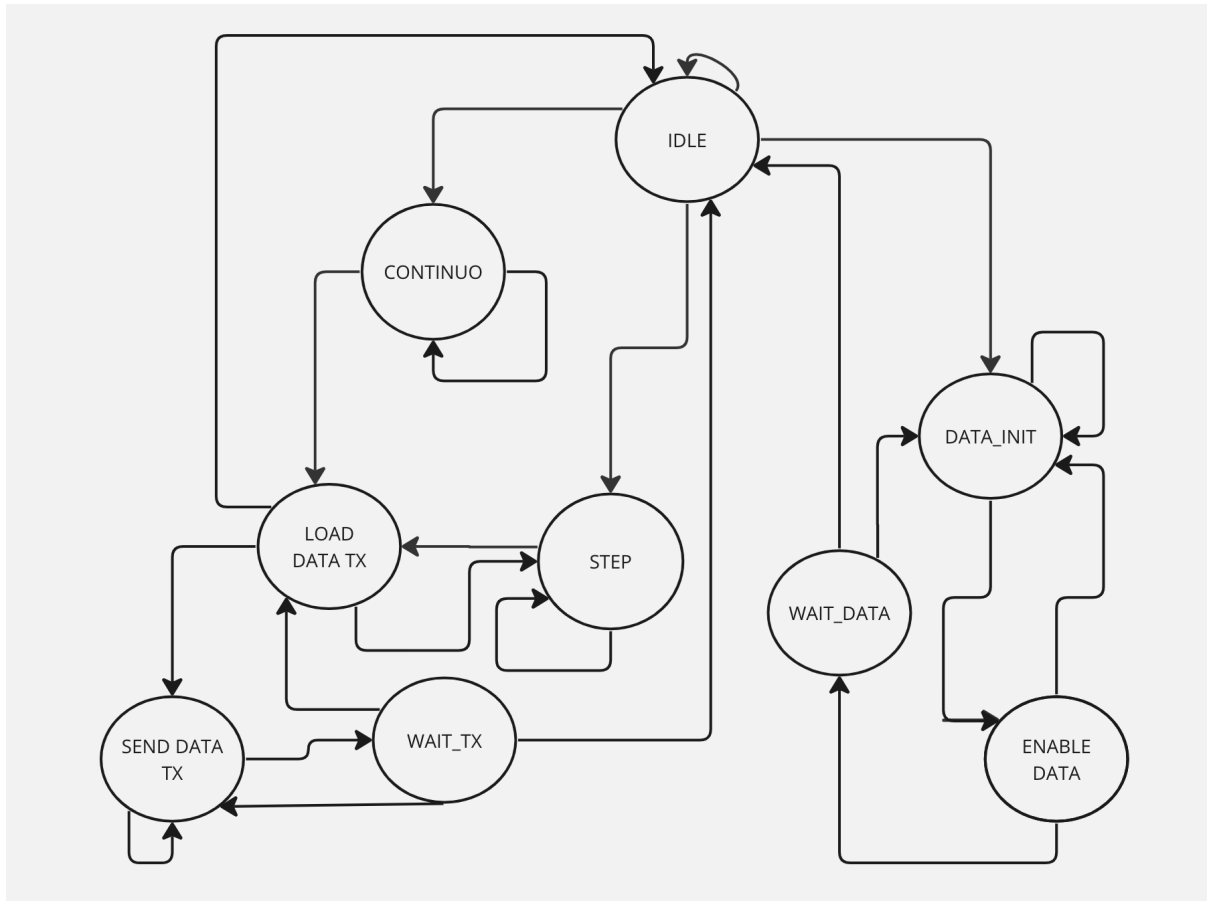 IDLE
CONTINUO
DATA_INIT
LOAD
DATA TX
STEP
WAIT_DATA
SEND DATA
TX
WAIT_TX
ENABLE
DATA